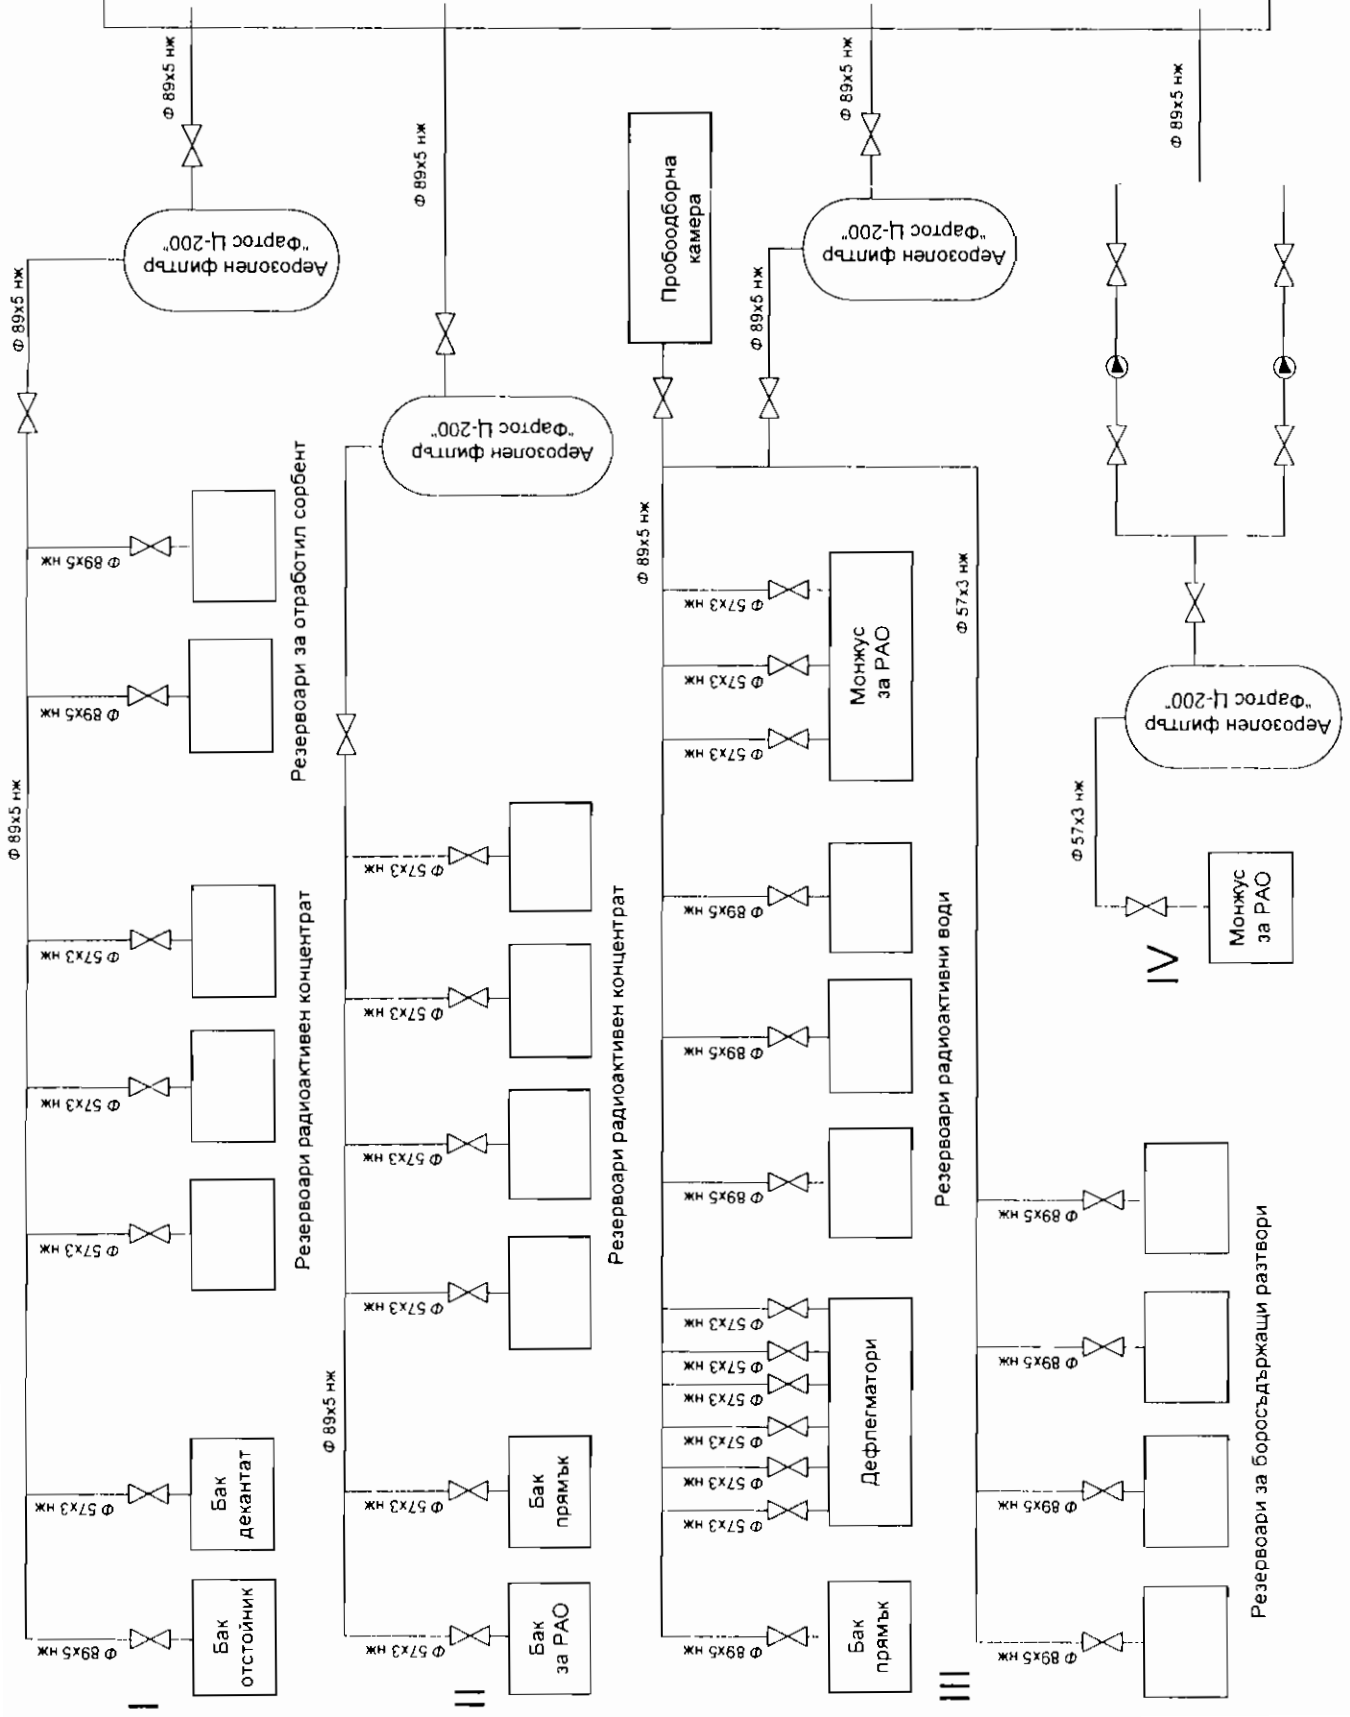 I
Ф 89х5 нж
Бак
отстойник
Ф 57х3 нж
Бак
декантат
Ф 57х3 нж
Ф 57х3 нж
Ф 57х3 нж
Резервоари радиоактивен концентрат
Ф 89х5 нж
Ф 89х5 нж
Ф 89х5 нж
Резервоари за отработил сорбент
Ф 89х5 нж
Аерозолен филтър
"Фартос Ц-200"
Ф 89х5 нж
II
Ф 57х3 нж
Бак
за РАО
Ф 57х3 нж
Бак
прямък
Ф 89х5 нж
Ф 57х3 нж
Ф 57х3 нж
Ф 57х3 нж
Ф 57х3 нж
Резервоари радиоактивен концентрат
Аерозолен филтър
"Фартос Ц-200"
Ф 89х5 нж
III
Ф 89х5 нж
Бак
прямък
Ф 57х3 нж
Ф 57х3 нж
Ф 57х3 нж
Ф 57х3 нж
Ф 57х3 нж
Ф 57х3 нж
Дефлегматори
Ф 89х5 нж
Ф 89х5 нж
Ф 89х5 нж
Резервоари радиоактивни води
Ф 57х3 нж
Ф 57х3 нж
Ф 57х3 нж
Монжус
за РАО
Ф 89х5 нж
Пробоодборна
камера
Ф 89х5 нж
Аерозолен филтър
"Фартос Ц-200"
Ф 89х5 нж
Ф 57х3 нж
Ф 89х5 нж
Ф 89х5 нж
Ф 89х5 нж
Ф 89х5 нж
Резервоари за боросъдържащи разтвори
IV
Монжус
за РАО
Ф 57х3 нж
Аерозолен филтър
"Фартос Ц-200"
Ф 89х5 нж